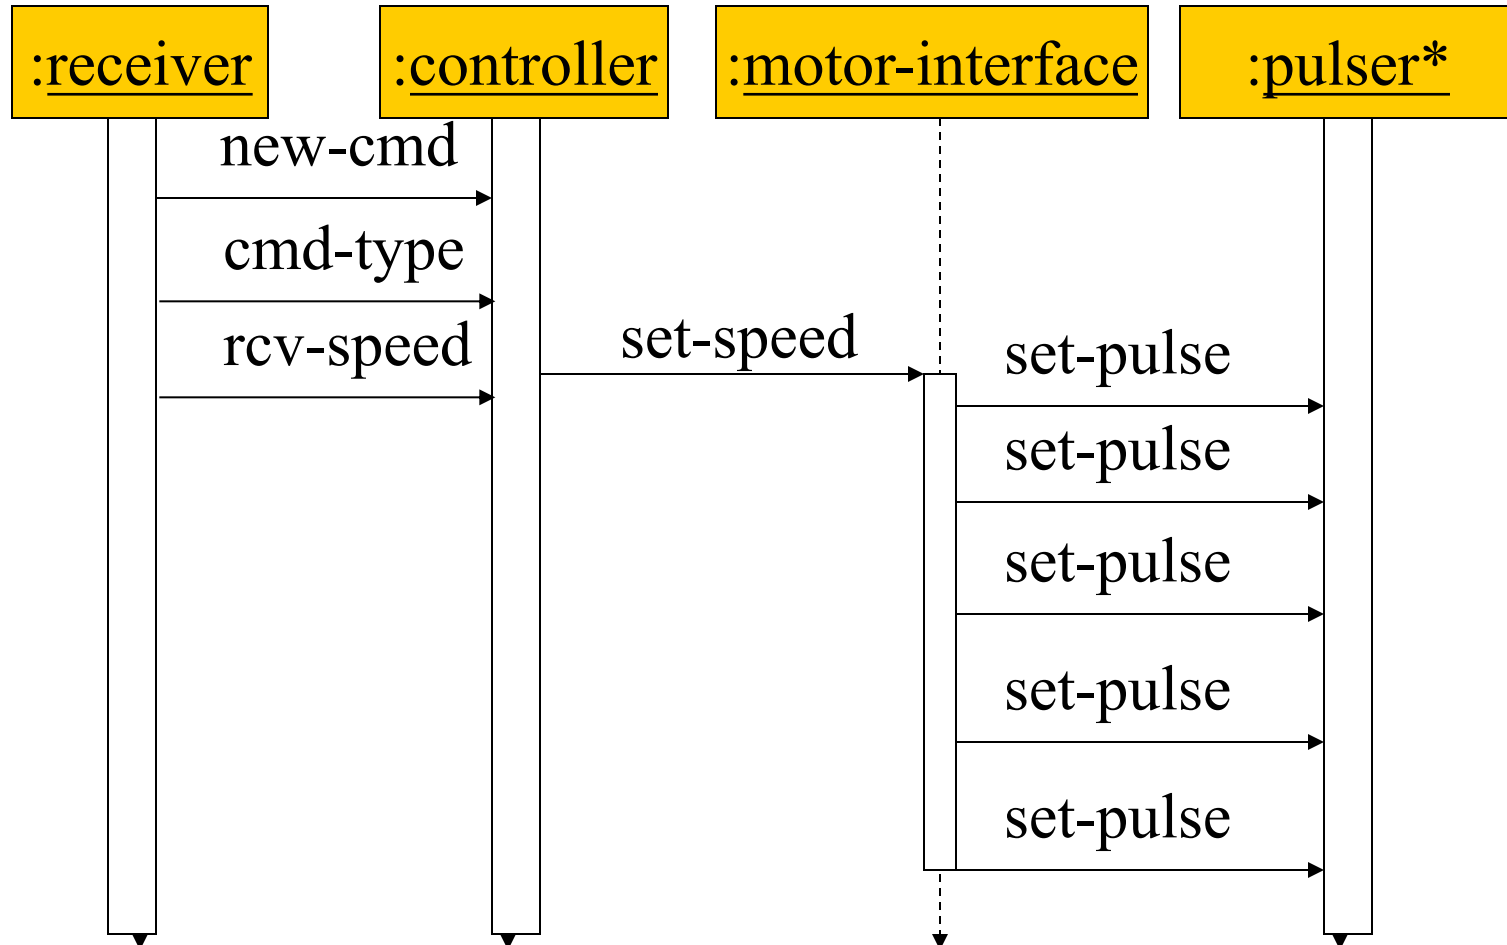 :receiver
:controller
:motor-interface
:pulser*
new-cmd
cmd-type
rcv-speed
set-speed
set-pulse
set-pulse
set-pulse
set-pulse
set-pulse